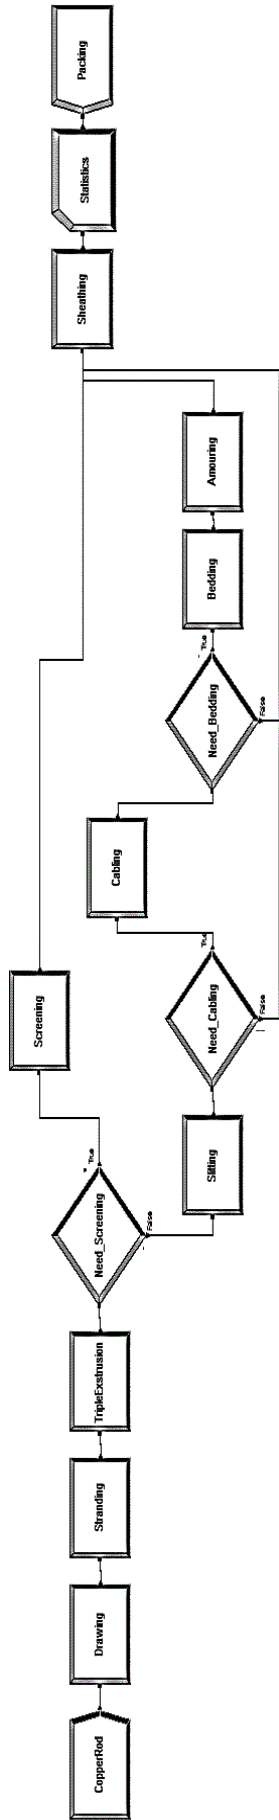 CopperRod
Drawing
Stranding
TripleExstrusion
Need_Screening
True
False
Screening
Slitting
Need_Cabling
True
False
Cabling
Need_Bedding
True
False
Bedding
Amouring
Sheathing
Statistics
Packing